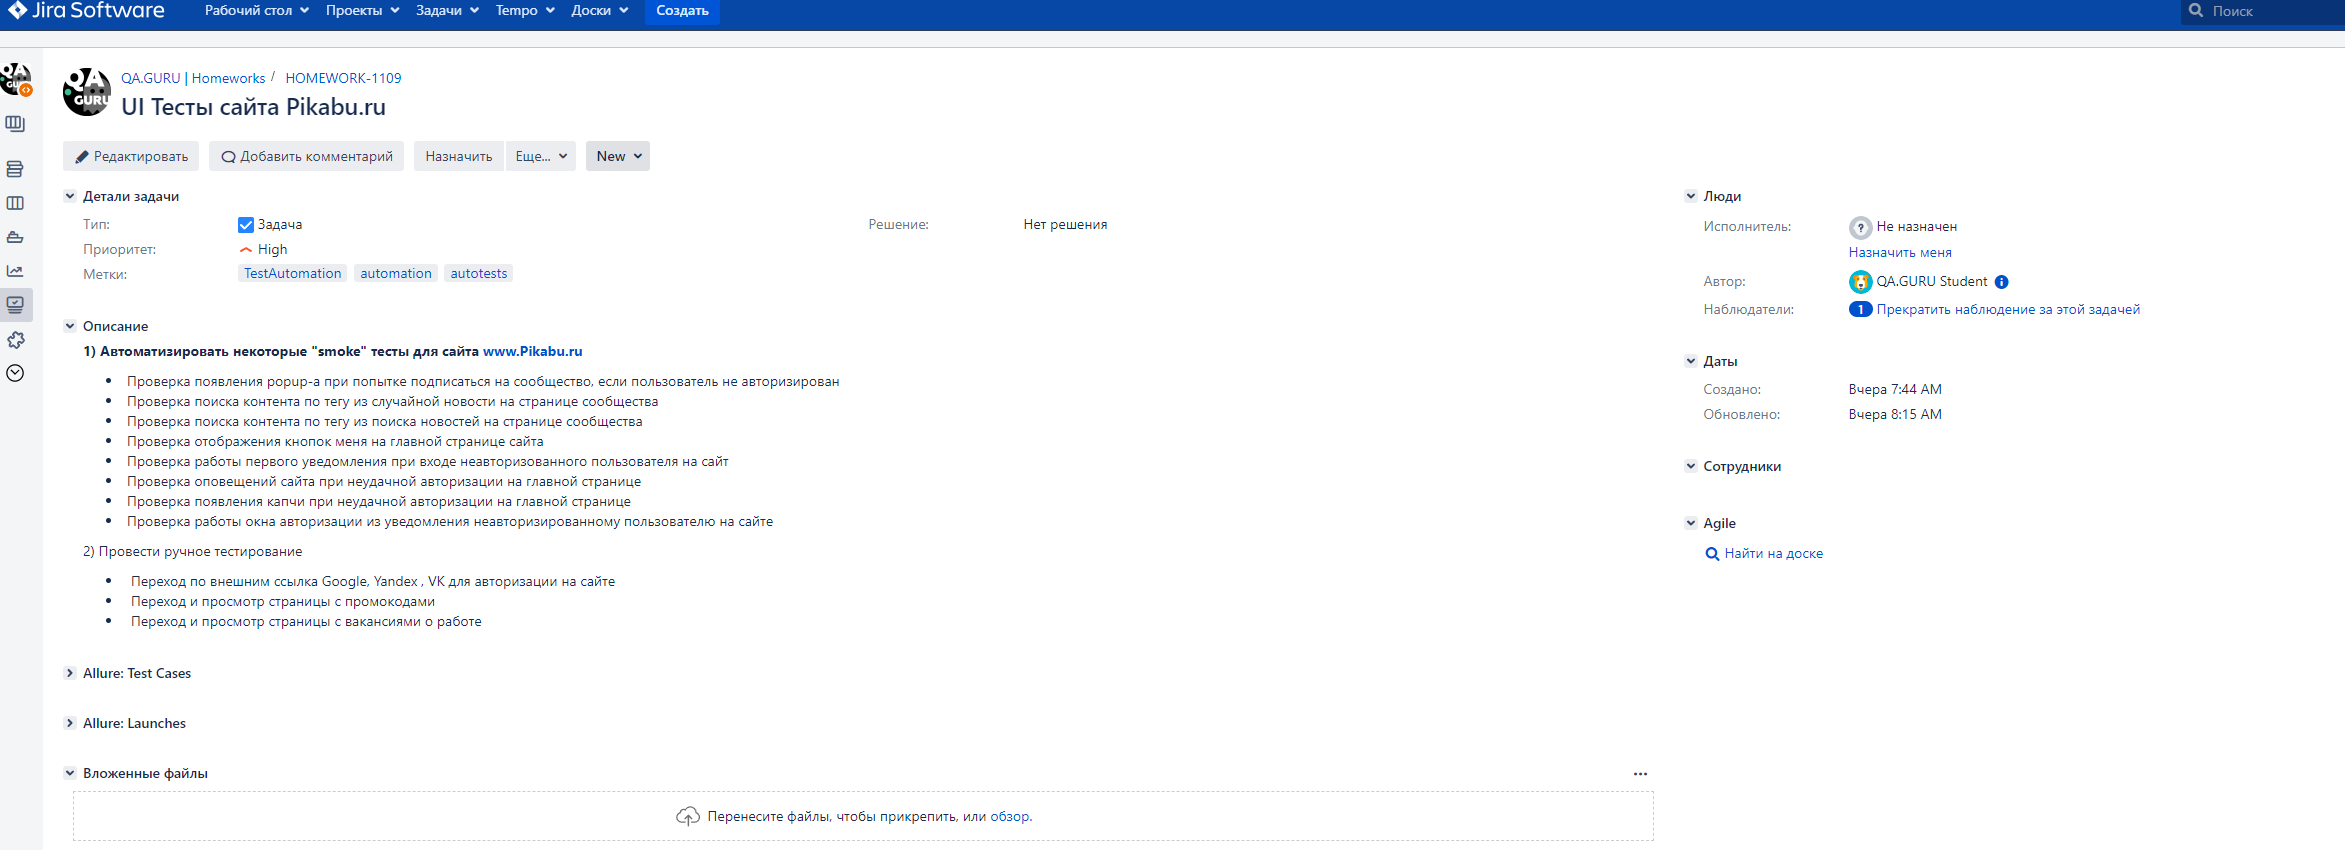 Jira Software Рабочий стол Проекты Задачи Tempo Доски Создать Поиск
QA.GURU | Homeworks / HOMEWORK-1109
UI Тесты сайта Pikabu.ru
Редактировать Добавить комментарий Назначить Еще... New
Детали задачи
Тип: Задача Решение: Нет решения
Приоритет: High
Метки: TestAutomation automation autotests
Описание
1) Автоматизировать некоторые "smoke" тесты для сайта www.Pikabu.ru
Проверка появления popup-а при попытке подписаться на сообщество, если пользователь не авторизирован
Проверка поиска контента по тегу из случайной новости на странице сообщества
Проверка поиска контента по тегу из поиска новостей на странице сообщества
Проверка отображения кнопок меня на главной странице сайта
Проверка работы первого уведомления при входе неавторизованного пользователя на сайт
Проверка оповещений сайта при неудачной авторизации на главной странице
Проверка появления капчи при неудачной авторизации на главной странице
Проверка работы окна авторизации из уведомления неавторизированному пользователю на сайте
2) Провести ручное тестирование
Переход по внешним ссылка Google, Yandex , VK для авторизации на сайте
Переход и просмотр страницы с промокодами
Переход и просмотр страницы с вакансиями о работе
Allure: Test Cases
Allure: Launches
Вложенные файлы
Перенесите файлы, чтобы прикрепить, или обзор.
Люди
Исполнитель: Не назначен
Назначить меня
Автор: QA.GURU Student
Наблюдатели: 1 Прекратить наблюдение за этой задачей
Даты
Создано: Вчера 7:44 AM
Обновлено: Вчера 8:15 AM
Сотрудники
Agile
Найти на доске
QA
GURU
QA
GURU